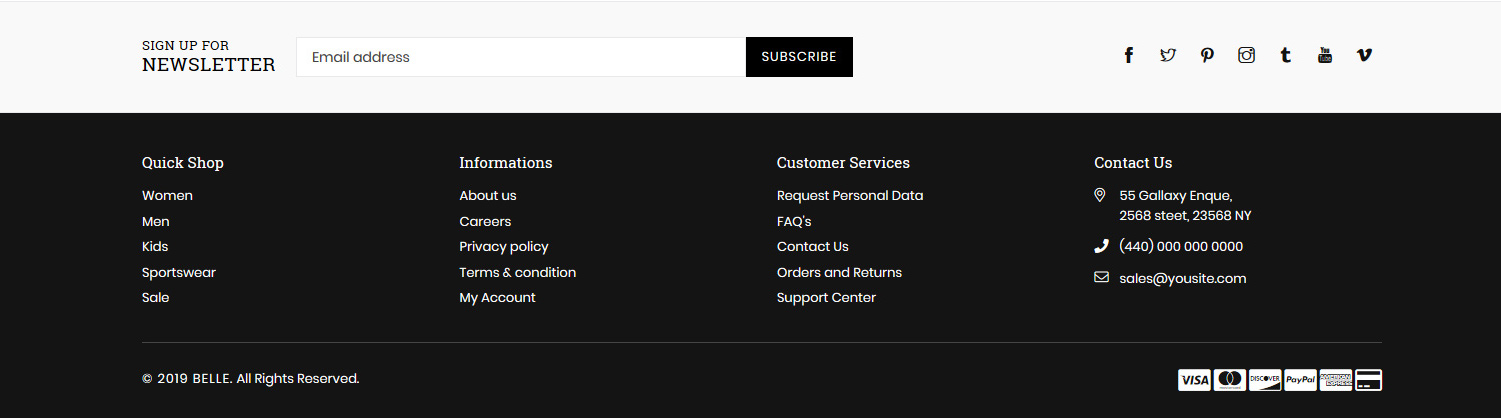 SIGN UP FOR
NEWSLETTER
Email address
SUBSCRIBE
Quick Shop
Women
Men
Kids
Sportswear
Sale
Informations
About us
Careers
Privacy policy
Terms & condition
My Account
Customer Services
Request Personal Data
FAQ's
Contact Us
Orders and Returns
Support Center
Contact Us
55 Gallaxy Enque,
2568 steet, 23568 NY
(440) 000 000 0000
sales@yousite.com
© 2019 BELLE. All Rights Reserved.
VISA
DISCOVER
PayPal
AMERICAN
EXPRESS